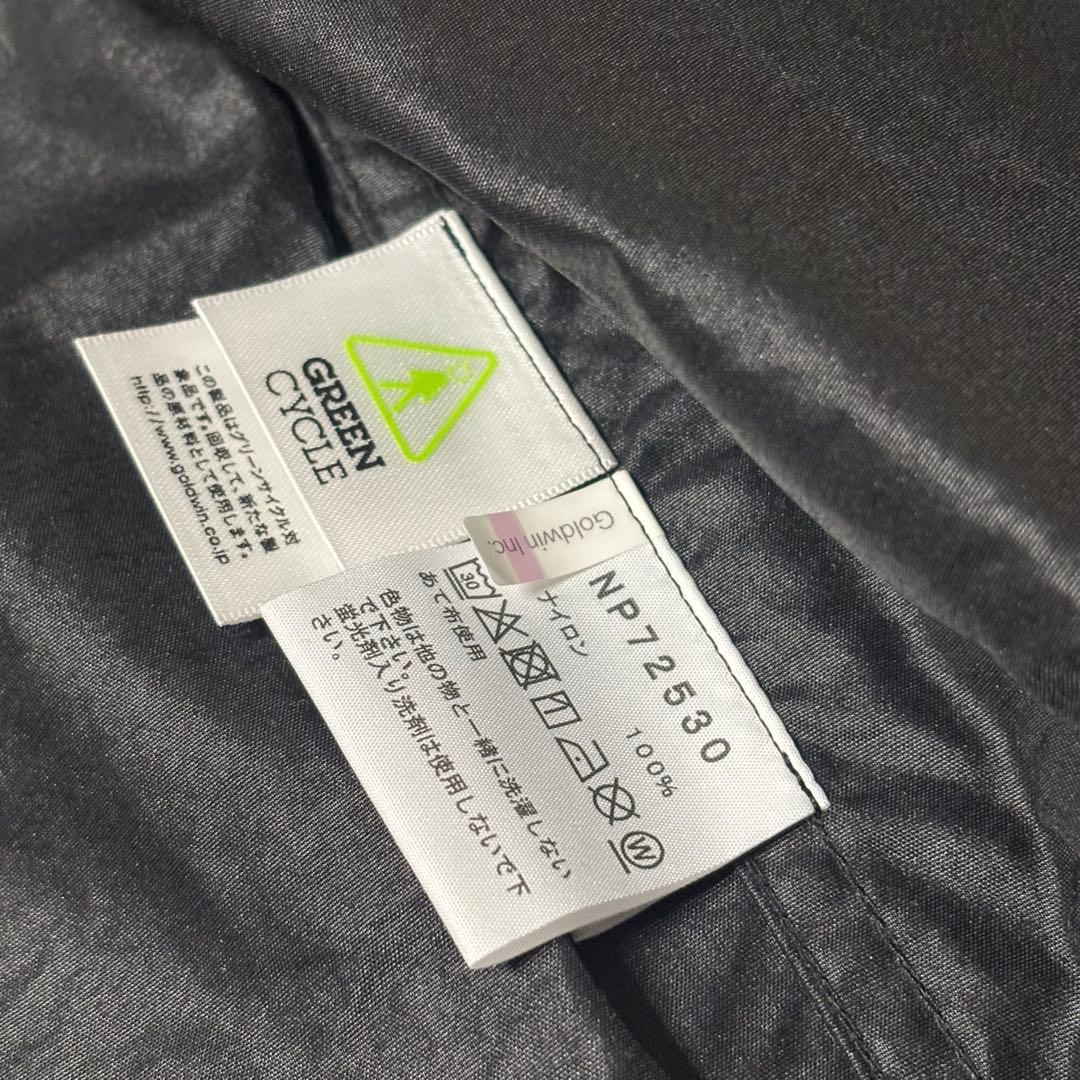 GREEN
CYCLE
この製品はグリーンサイクル対
象品です。回収して、新たな製
品の原材料として使用します。
http://www.goldwin.co.jp
Goldwin Inc.
NP72530
ナイロン 100%
30
W
あて布使用
色物は他の物と一緒に洗濯しない
で下さい。
蛍光剤入り洗剤は使用しないで下
さい。